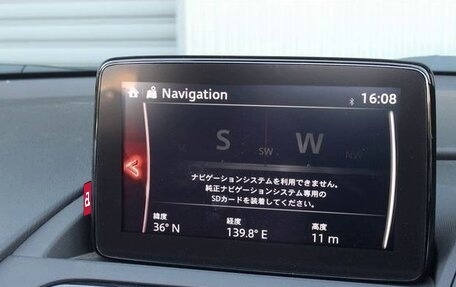 Navigation 16:08
S W
SW
NW
ナビゲーションシステムを利用できません。
純正ナビゲーションシステム専用の
SDカードを装着してください。
緯度 経度 高度
36° N 139.8° E 11 m